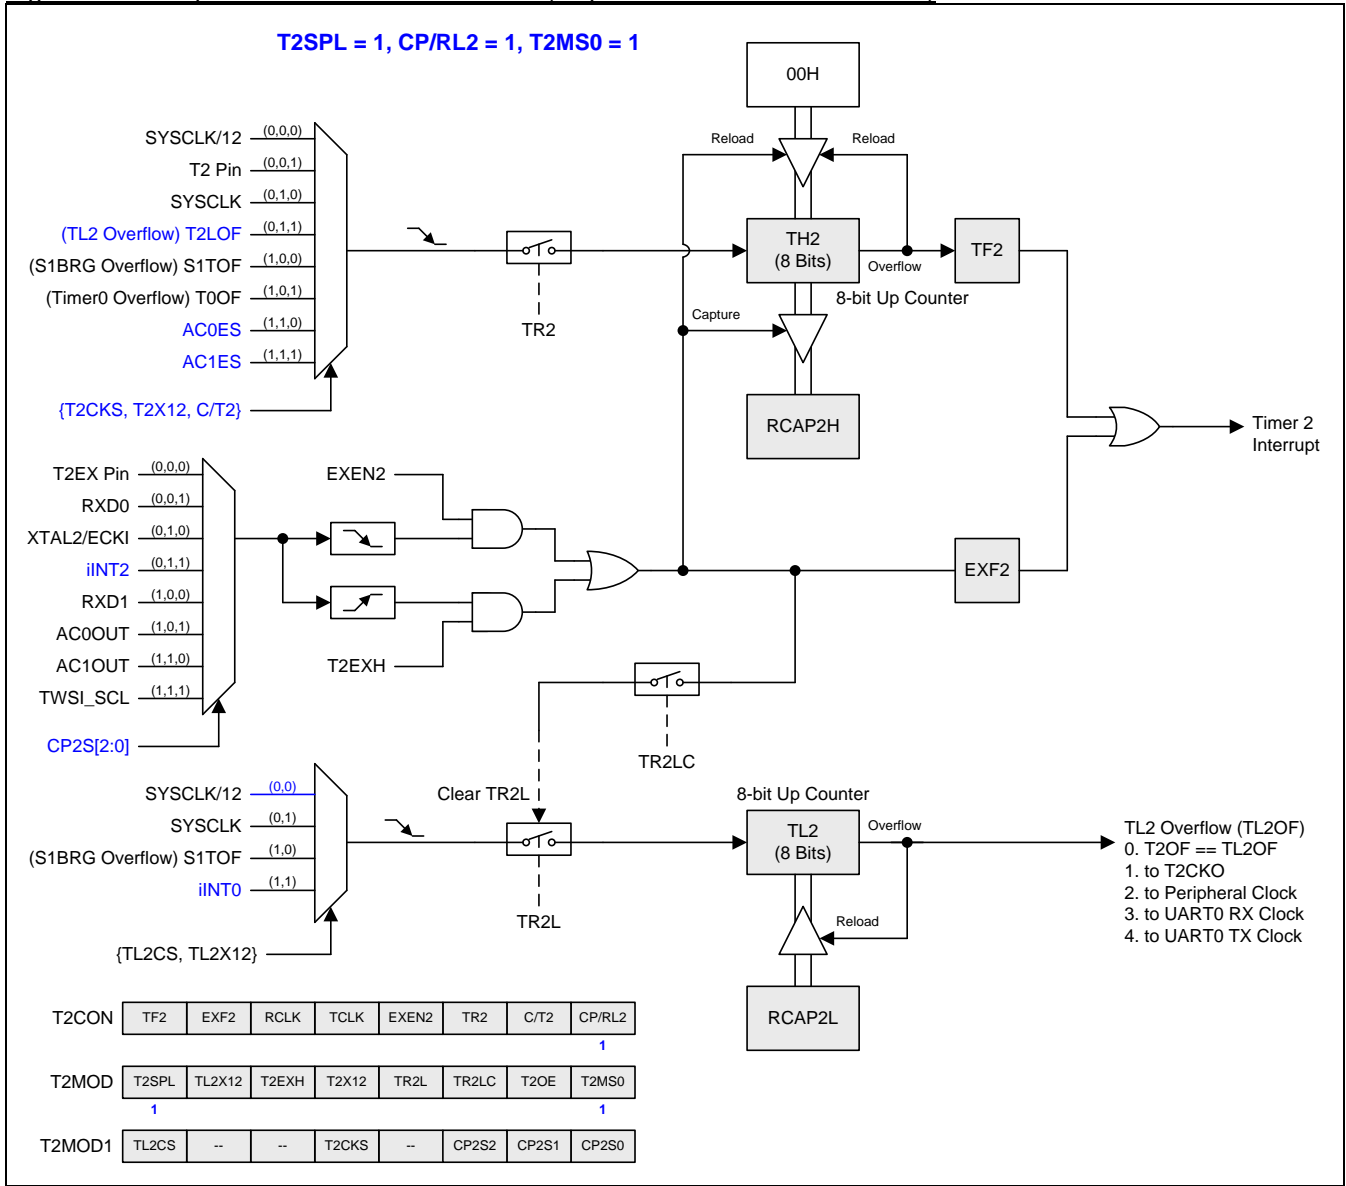 T2SPL = 1, CP/RL2 = 1, T2MS0 = 1
00H
Reload
Reload
SYSCLK/12 (0,0,0)
T2 Pin (0,0,1)
SYSCLK (0,1,0)
(TL2 Overflow) T2LOF (0,1,1)
(S1BRG Overflow) S1TOF (1,0,0)
(Timer0 Overflow) T0OF (1,0,1)
AC0ES (1,1,0)
AC1ES (1,1,1)
{T2CKS, T2X12, C/T2}
TR2
TH2
(8 Bits)
Overflow
TF2
8-bit Up Counter
Capture
RCAP2H
Timer 2
Interrupt
T2EX Pin (0,0,0)
RXD0 (0,0,1)
XTAL2/ECKI (0,1,0)
iINT2 (0,1,1)
RXD1 (1,0,0)
AC0OUT (1,0,1)
AC1OUT (1,1,0)
TWSI_SCL (1,1,1)
CP2S[2:0]
EXEN2
T2EXH
EXF2
TR2LC
SYSCLK/12 (0,0)
SYSCLK (0,1)
(S1BRG Overflow) S1TOF (1,0)
iINT0 (1,1)
{TL2CS, TL2X12}
Clear TR2L
TR2L
8-bit Up Counter
TL2
(8 Bits)
Overflow
Reload
RCAP2L
TL2 Overflow (TL2OF)
0. T2OF == TL2OF
1. to T2CKO
2. to Peripheral Clock
3. to UART0 RX Clock
4. to UART0 TX Clock
T2CON TF2 EXF2 RCLK TCLK EXEN2 TR2 C/T2 CP/RL2
1
T2MOD T2SPL TL2X12 T2EXH T2X12 TR2L TR2LC T2OE T2MS0
1 1
T2MOD1 TL2CS -- -- T2CKS -- CP2S2 CP2S1 CP2S0